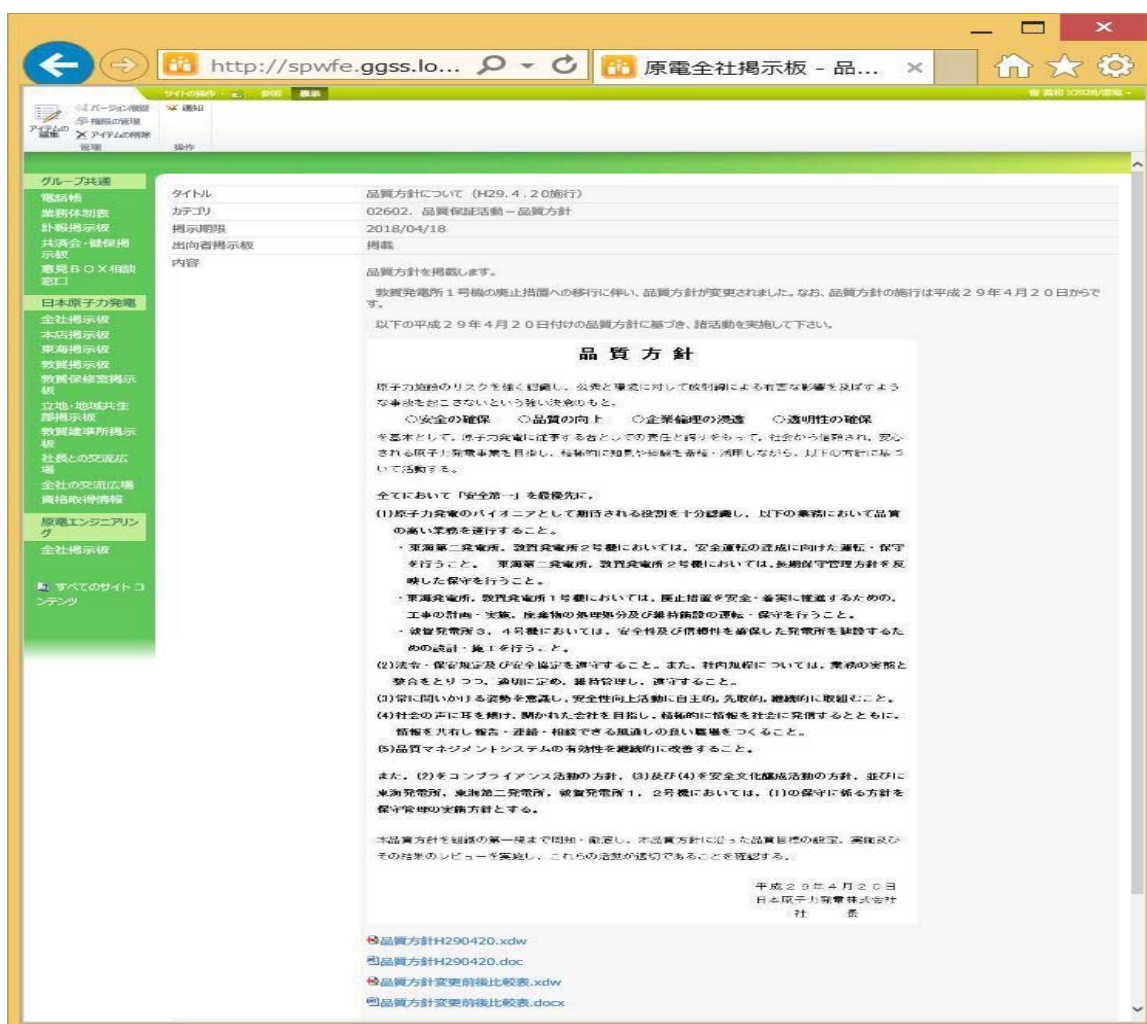 http://spwfe.ggss.lo...
原電全社掲示板 - 品...
サイトの操作
参照
表示
アイテムの
編集
バージョン履歴
権限の管理
アイテムの削除
管理
通知
操作
グループ共通
電話帳
業務体制表
訃報掲示板
共済会・健保掲
示板
意見BOX相談
窓口
日本原子力発電
全社掲示板
本店掲示板
東海掲示板
敦賀掲示板
敦賀保修室掲示
板
立地・地域共生
部掲示板
敦賀建準所掲示
板
社長との交流広
場
全社の交流広場
資格取得情報
原電エンジニアリン
グ
全社掲示板
すべてのサイト コ
ンテンツ
タイトル 品質方針について (H29.4.20施行)
カテゴリ 02602. 品質保証活動-品質方針
掲示期限 2018/04/18
出向者掲示板 掲載
内容
品質方針を掲載します。
敦賀発電所1号機の廃止措置への移行に伴い、品質方針が変更されました。なお、品質方針の施行は平成29年4月20日からで
す。
以下の平成29年4月20日付けの品質方針に基づき、諸活動を実施して下さい。
品 質 方 針
原子力施設のリスクを強く認識し、公衆と環境に対して放射線による有害な影響を及ぼすよう
な事故を起こさないという強い決意のもと、
○安全の確保 ○品質の向上 ○企業倫理の浸透 ○透明性の確保
を基本として、原子力発電に従事する者としての責任と誇りをもって、社会から信頼され、安心
される原子力発電事業を目指し、積極的に知見や経験を蓄積・活用しながら、以下の方針に基づ
いて活動する。
全てにおいて「安全第一」を最優先に、
(1)原子力発電のパイオニアとして期待される役割を十分認識し、以下の業務において品質
の高い業務を遂行すること。
・東海第二発電所、敦賀発電所2号機においては、安全運転の達成に向けた運転・保守
を行うこと。 東海第二発電所、敦賀発電所2号機においては、長期保守管理方針を反
映した保守を行うこと。
・東海発電所、敦賀発電所1号機においては、廃止措置を安全・着実に推進するための、
工事の計画・実施、廃棄物の処理処分及び維持施設の運転・保守を行うこと。
・敦賀発電所3、4号機においては、安全性及び信頼性を確保した発電所を建設するた
めの設計・施工を行うこと。
(2)法令・保安規定及び安全協定を遵守すること。また、社内規程については、業務の実態と
整合をとりつつ、適切に定め、維持管理し、遵守すること。
(3)常に問いかける姿勢を意識し、安全性向上活動に自主的、先取的、継続的に取組むこと。
(4)社会の声に耳を傾け、開かれた会社を目指し、積極的に情報を社会に発信するとともに、
情報を共有し報告・連絡・相談できる風通しの良い職場をつくること。
(5)品質マネジメントシステムの有効性を継続的に改善すること。
また、(2)をコンプライアンス活動の方針、(3)及び(4)を安全文化醸成活動の方針、並びに
東海発電所、東海第二発電所、敦賀発電所1、2号機においては、(1)の保守に係る方針を
保守管理の実施方針とする。
本品質方針を組織の第一線まで周知・徹底し、本品質方針に沿った品質目標の設定、実施及び
その結果のレビューを実施し、これらの活動が適切であることを確認する。
平成29年4月20日
日本原子力発電株式会社
社 長
品質方針H290420.xdw
品質方針H290420.doc
品質方針変更前後比較表.xdw
品質方針変更前後比較表.docx